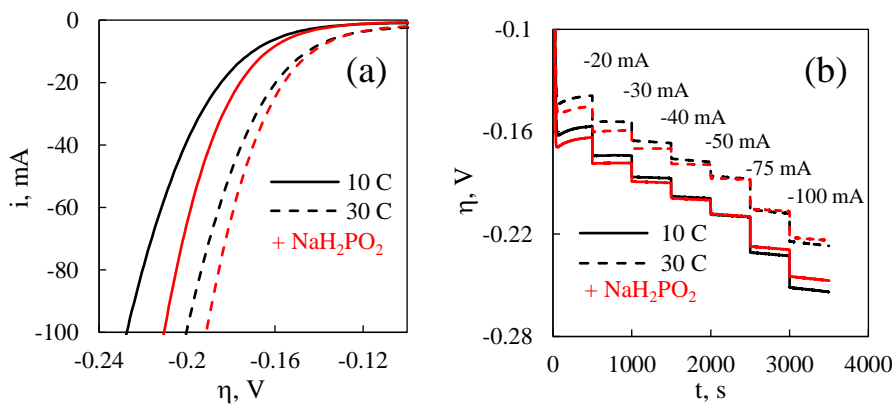 0
-20
-40
-60
-80
-100
i, mA
-0.24
-0.2
-0.16
-0.12
η, V
(a)
10 C
30 C
+ NaH₂PO₂
-0.1
-0.16
-0.22
-0.28
η, V
0
1000
2000
3000
4000
t, s
(b)
-20 mA
-30 mA
-40 mA
-50 mA
-75 mA
-100 mA
10 C
30 C
+ NaH₂PO₂